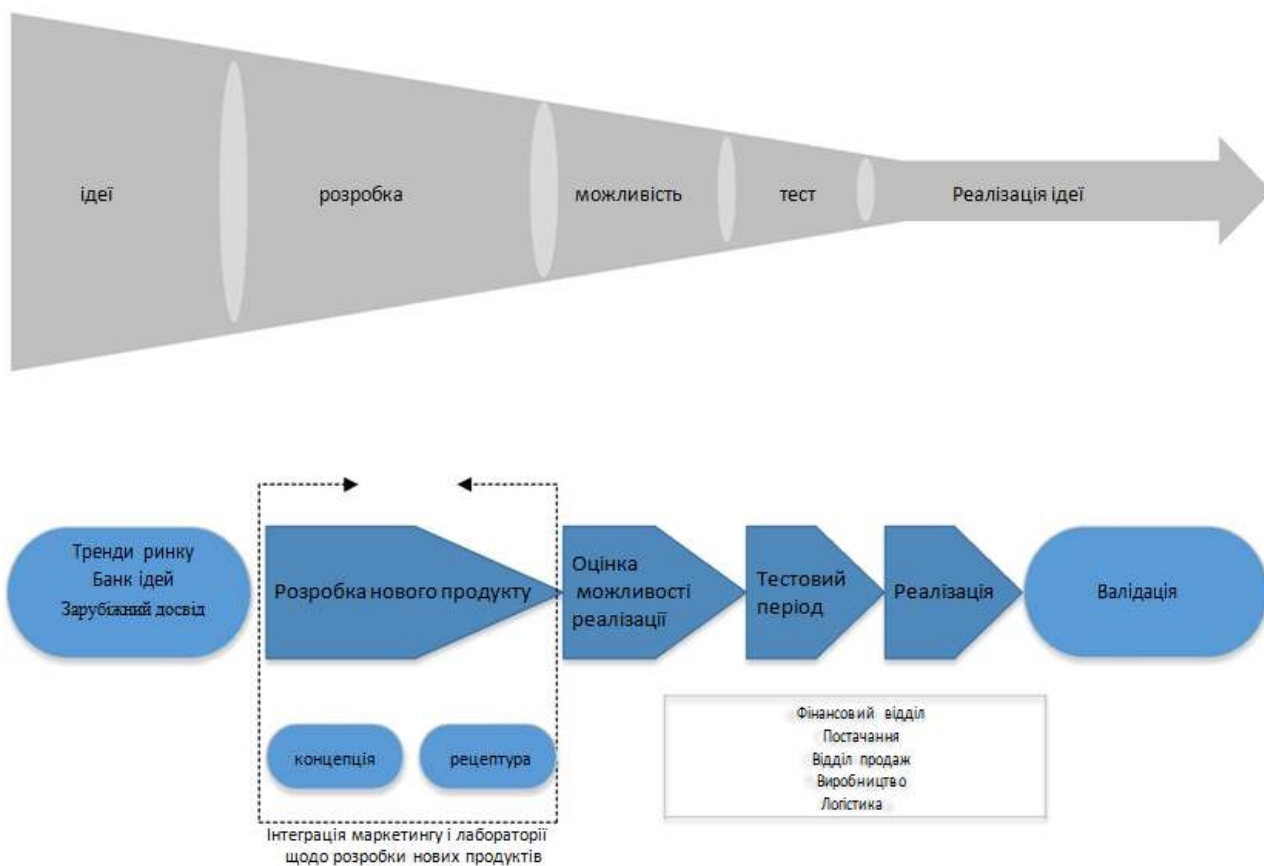 ідеї
розробка
можливість
тест
Реалізація ідеї
Тренди ринку
Банк ідей
Зарубіжний досвід
Розробка нового продукту
Оцінка
можливості
реалізації
Тестовий
період
Реалізація
Валідація
концепція
рецептура
Фінансовий відділ
Постачання
Відділ продаж
Виробництво
Логістика
Інтеграція маркетингу і лабораторії
щодо розробки нових продуктів